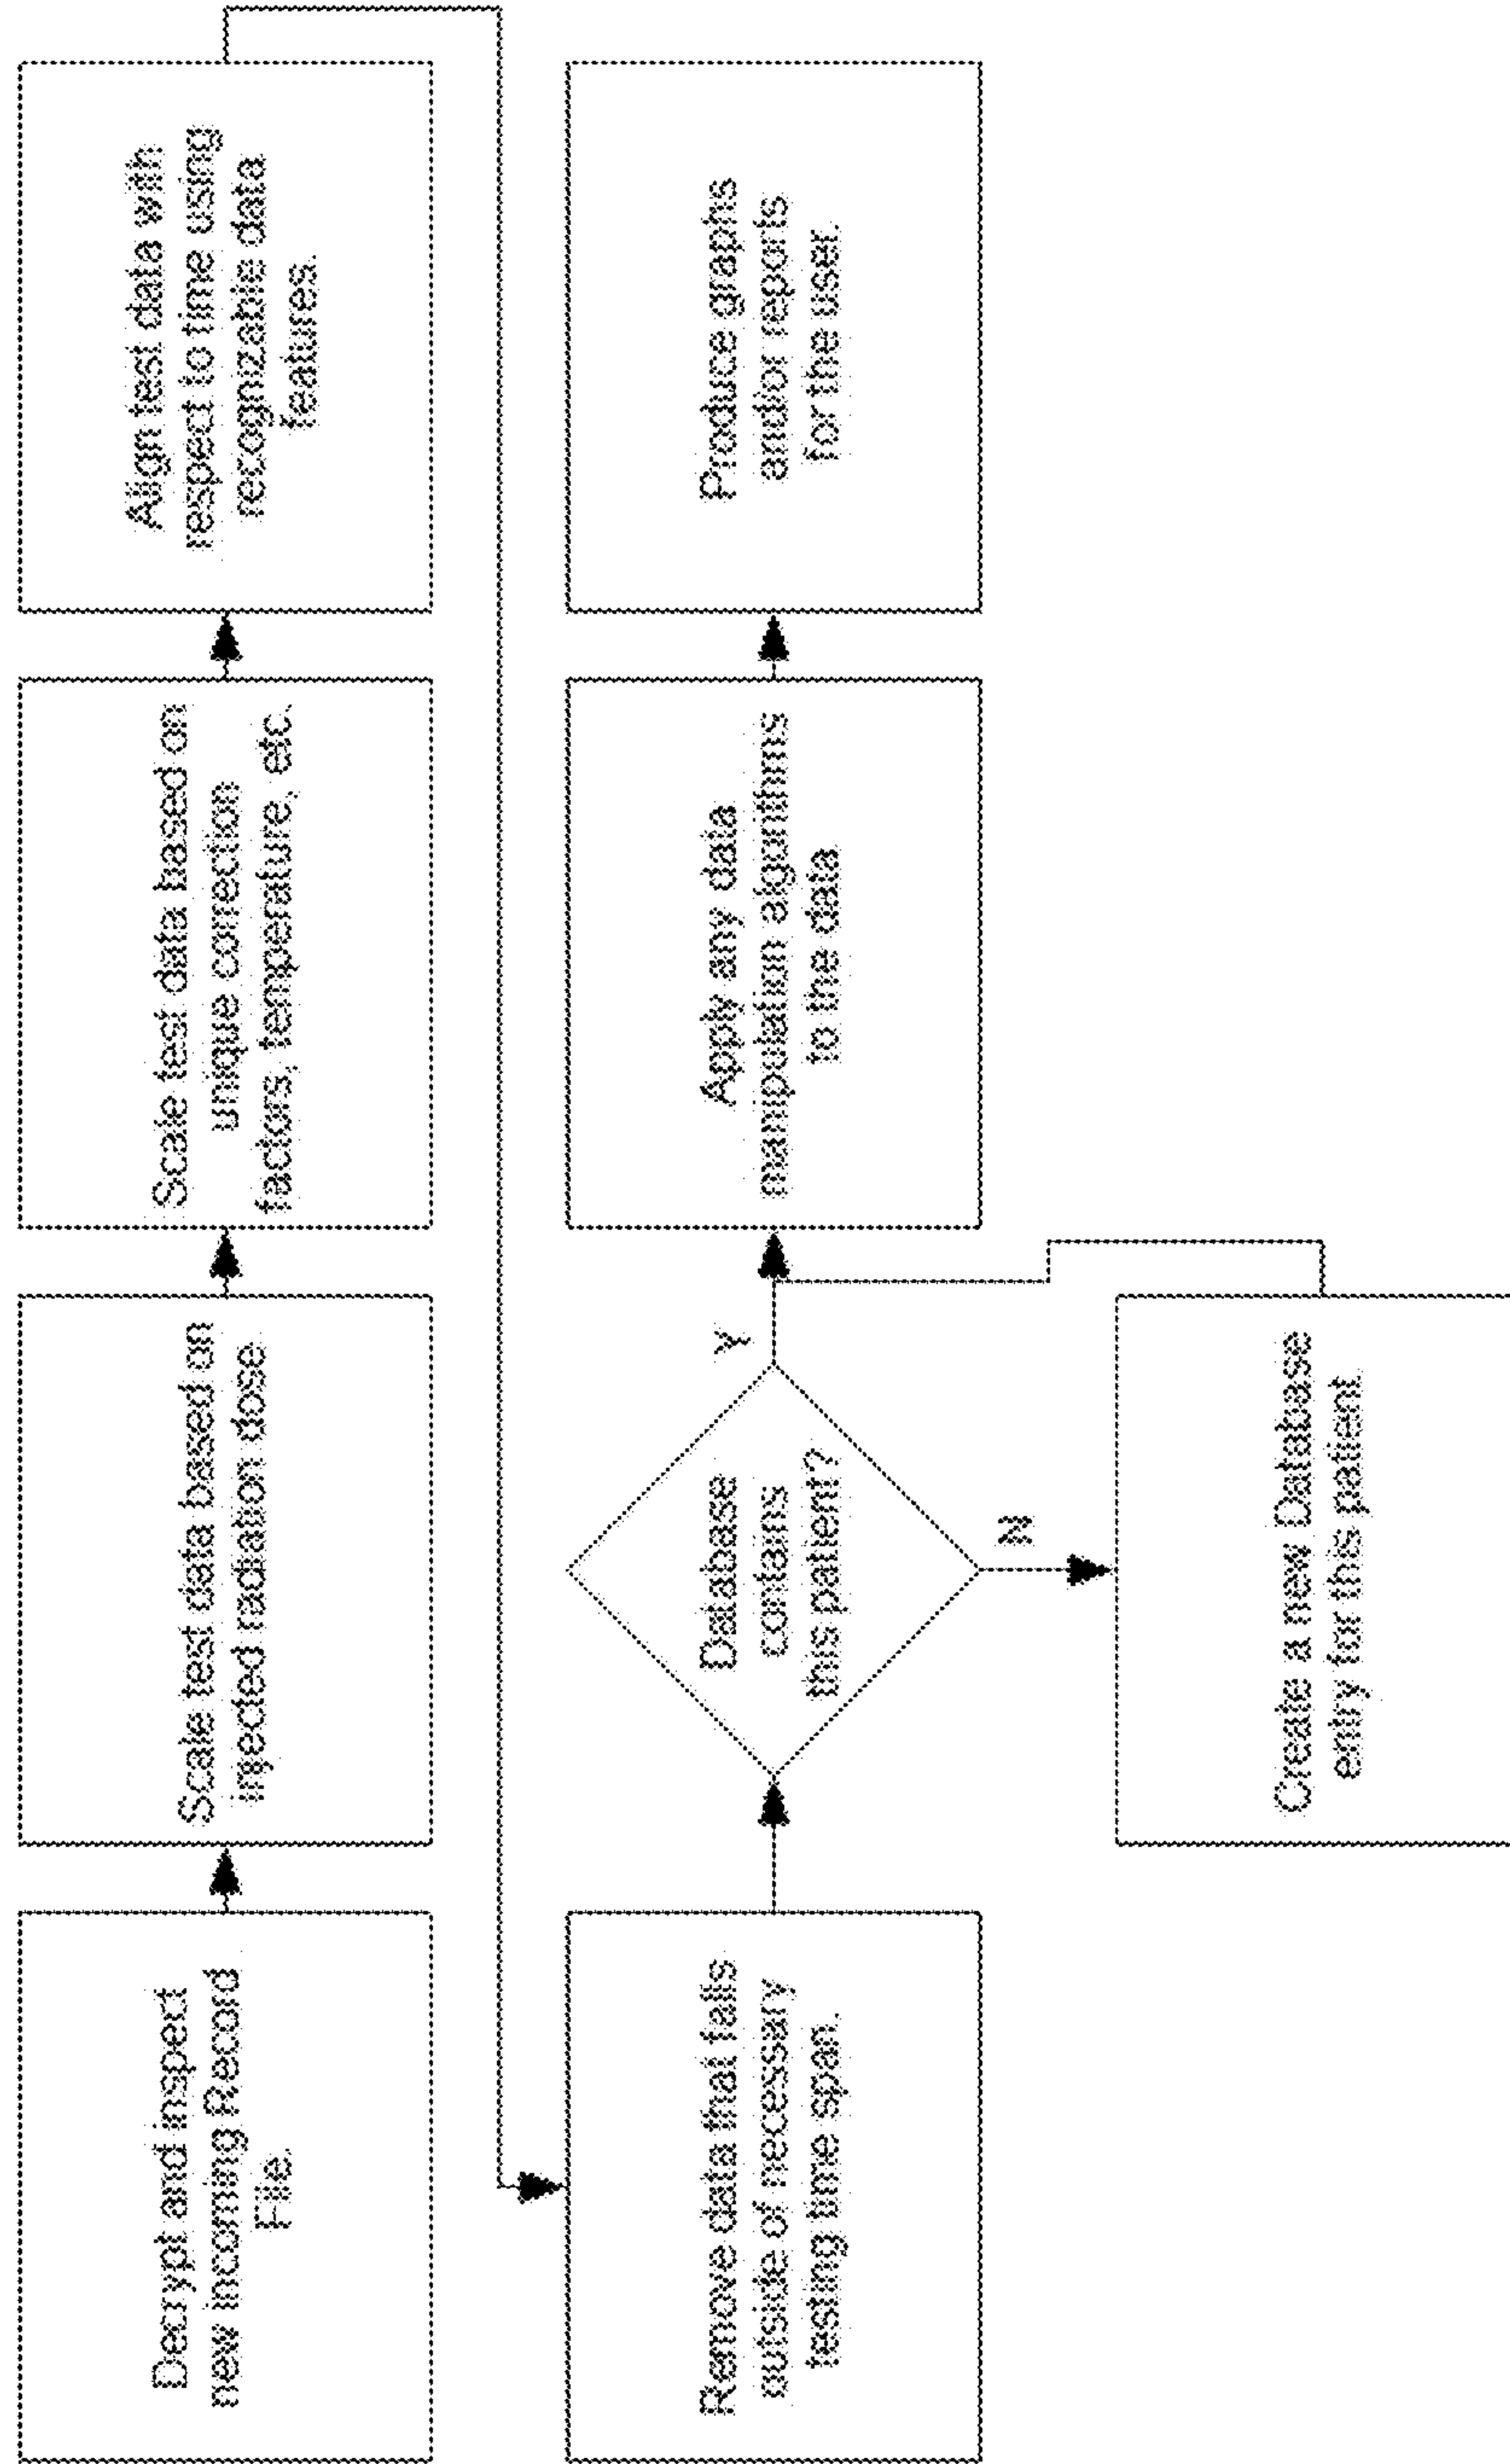 Decrypt and inspect
new incoming Record
File.
Scale test data based on
injected radiation dose
Scale test data based on
unique correction
factors, temperature, etc.
Align test data with
respect to time using
recognizable data
features.
Remove data that falls
outside of necessary
testing time span.
Database
contains
this patient?
Y
N
Create a new Database
entry for this patient
Apply any data
manipulation algorithms
to the data
Produce graphs
and/or reports
for the user.